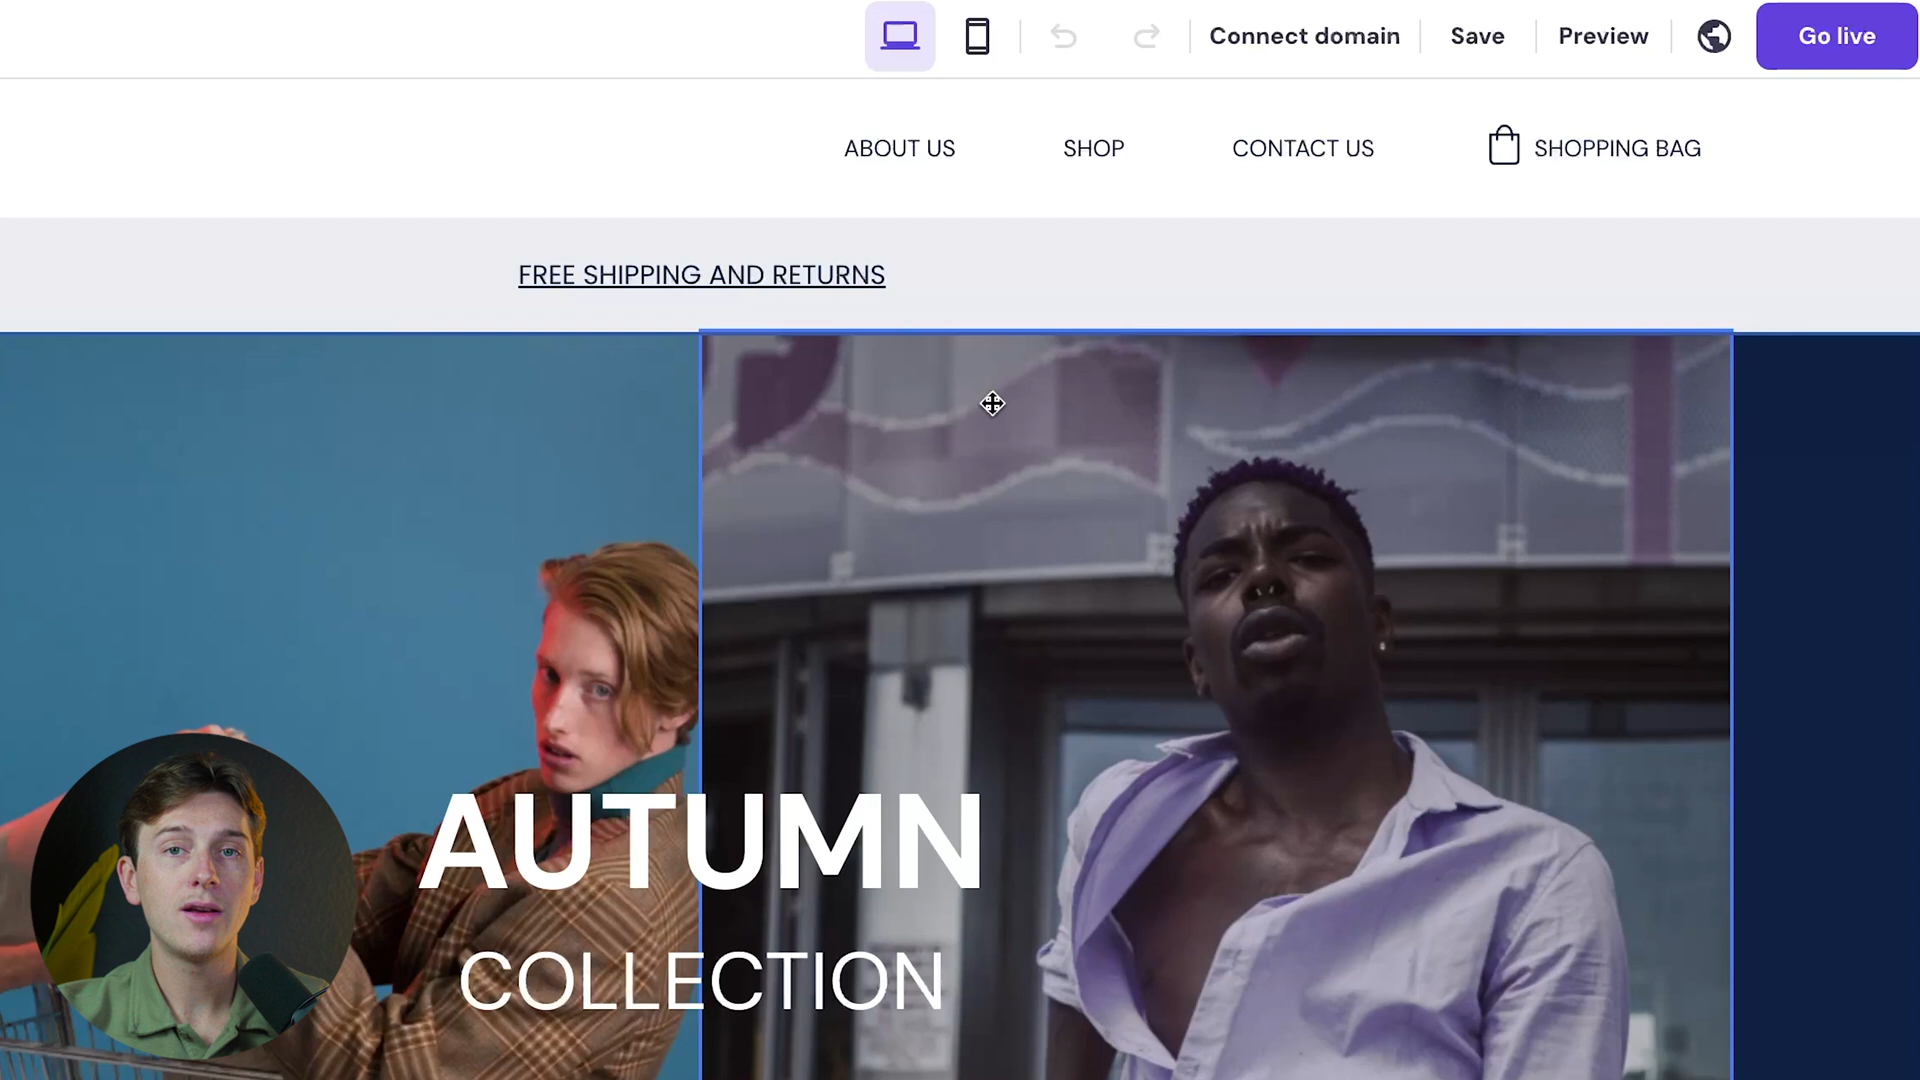 Connect domain
Save
Preview
Go live
ABOUT US
SHOP
CONTACT US
SHOPPING BAG
FREE SHIPPING AND RETURNS
AUTUMN
COLLECTION